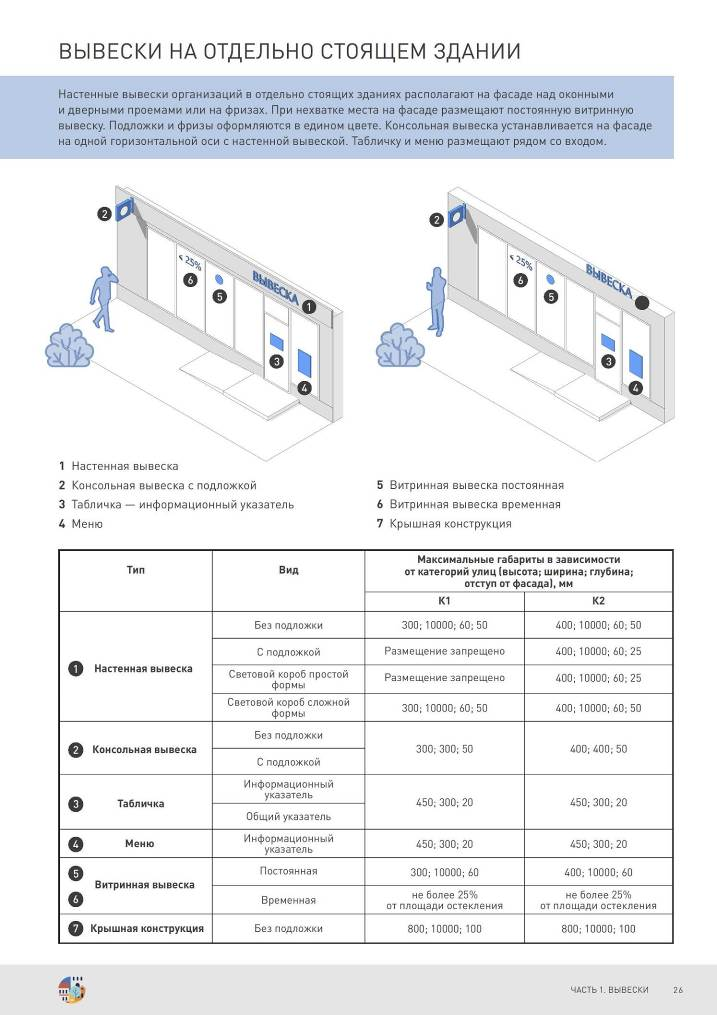 ВЫВЕСКИ НА ОТДЕЛЬНО СТОЯЩЕМ ЗДАНИИ
Настенные вывески организаций в отдельно стоящих зданиях располагают на фасаде над оконными
и дверными проемами или на фризах. При нехватке места на фасаде размещают постоянную витринную
вывеску. Подложки и фризы оформляются в едином цвете. Консольная вывеска устанавливается на фасаде
на одной горизонтальной оси с настенной вывеской. Табличку и меню размещают рядом со входом.
2
< 25%
6
5
ВЫВЕСКА
1
3
4
2
< 25%
6
5
ВЫВЕСКА
3
4
1 Настенная вывеска
2 Консольная вывеска с подложкой
3 Табличка — информационный указатель
4 Меню
5 Витринная вывеска постоянная
6 Витринная вывеска временная
7 Крышная конструкция
Тип
Вид
Максимальные габариты в зависимости
от категорий улиц (высота; ширина; глубина;
отступ от фасада), мм
К1 К2
1 Настенная вывеска
Без подложки 300; 10000; 60; 50 400; 10000; 60; 50
С подложкой Размещение запрещено 400; 10000; 60; 25
Световой короб простой
формы
Размещение запрещено 400; 10000; 60; 25
Световой короб сложной
формы
300; 10000; 60; 50 400; 10000; 60; 50
2 Консольная вывеска
Без подложки
С подложкой
300; 300; 50 400; 400; 50
3 Табличка
Информационный
указатель
Общий указатель
450; 300; 20 450; 300; 20
4 Меню
Информационный
указатель
450; 300; 20 450; 300; 20
5
6
Витринная вывеска
Постоянная 300; 10000; 60 400; 10000; 60
Временная
не более 25%
от площади остекления
не более 25%
от площади остекления
7 Крышная конструкция Без подложки 800; 10000; 100 800; 10000; 100
ЧАСТЬ 1. ВЫВЕСКИ 26